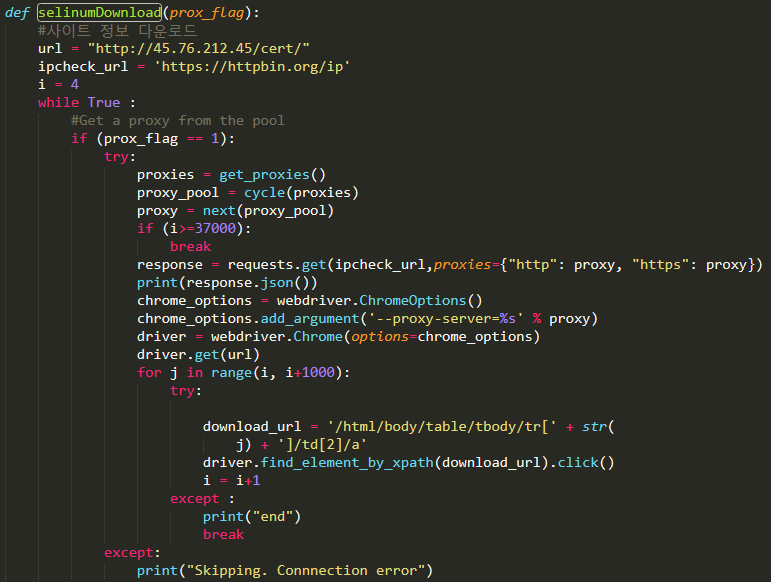 def selinumDownload(prox_flag):
    #사이트 정보 다운로드
    url = "http://45.76.212.45/cert/"
    ipcheck_url = 'https://httpbin.org/ip'
    i = 4
    while True :
        #Get a proxy from the pool
        if (prox_flag == 1):
            try:
                proxies = get_proxies()
                proxy_pool = cycle(proxies)
                proxy = next(proxy_pool)
                if (i>=37000):
                    break
                response = requests.get(ipcheck_url,proxies={"http": proxy, "https": proxy})
                print(response.json())
                chrome_options = webdriver.ChromeOptions()
                chrome_options.add_argument('--proxy-server=%s' % proxy)
                driver = webdriver.Chrome(options=chrome_options)
                driver.get(url)
                for j in range(i, i+1000):
                    try:

                        download_url = '/html/body/table/tbody/tr[' + str(
                            j) + ']/td[2]/a'
                        driver.find_element_by_xpath(download_url).click()
                        i = i+1
                    except :
                        print("end")
                        break
            except:
                print("Skipping. Connnection error")